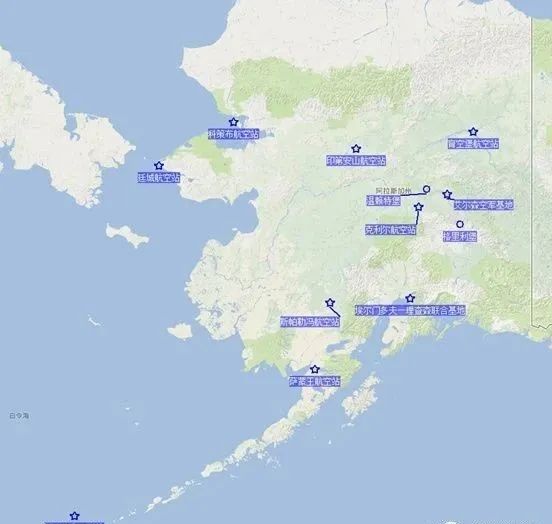 科策布航空站
育空堡航空站
印第安山航空站
廷城航空站
阿拉斯加州
温赖特堡
艾尔森空军基地
克利尔航空站
格里利堡
斯帕勒沃航空站
埃尔门多夫—理查森联合基地
萨蒙王航空站
白令海